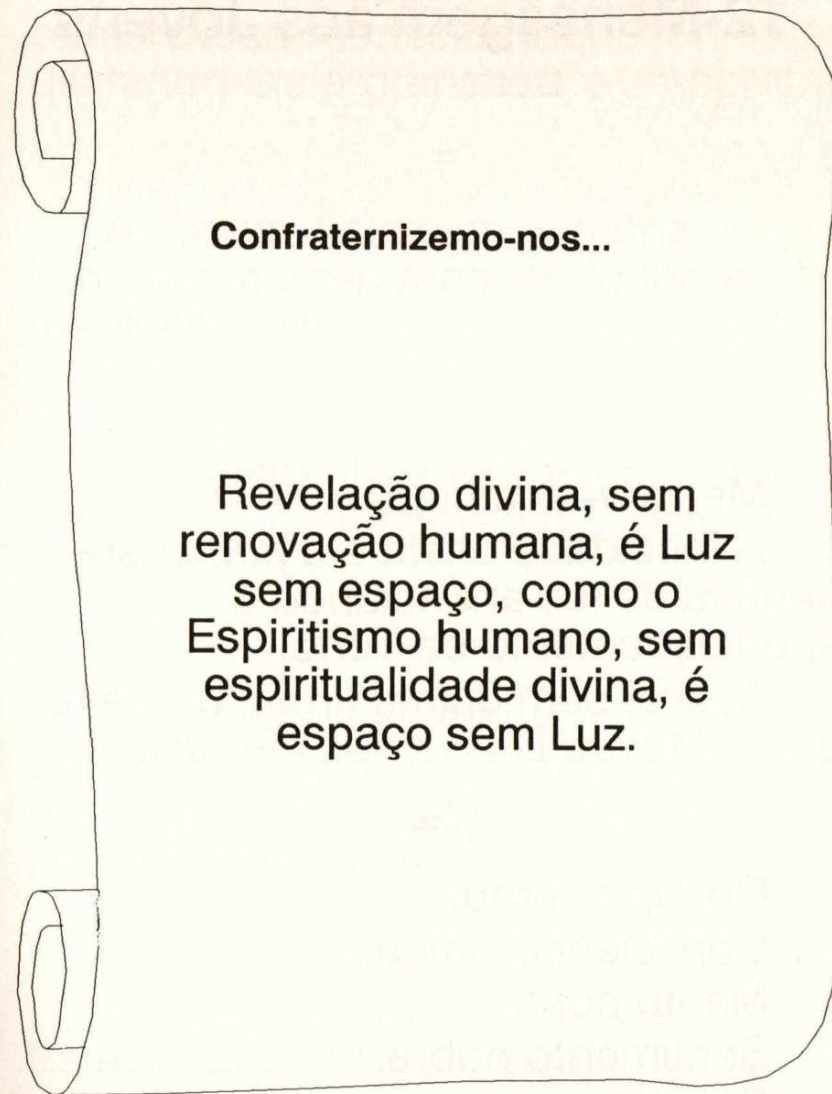 Confraternizemo-nos...
Revelação divina, sem
renovação humana, é Luz
sem espaço, como o
Espiritismo humano, sem
espiritualidade divina, é
espaço sem Luz.